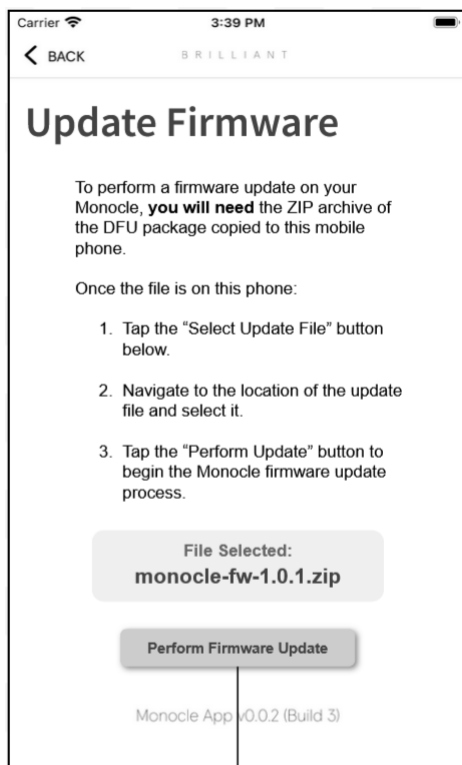 Carrier 3:39 PM
BACK BRILLIANT
Update Firmware
To perform a firmware update on your
Monocle, you will need the ZIP archive of
the DFU package copied to this mobile
phone.
Once the file is on this phone:
1. Tap the “Select Update File” button
below.
2. Navigate to the location of the update
file and select it.
3. Tap the “Perform Update” button to
begin the Monocle firmware update
process.
File Selected:
monocle-fw-1.0.1.zip
Perform Firmware Update
Monocle App v0.0.2 (Build 3)